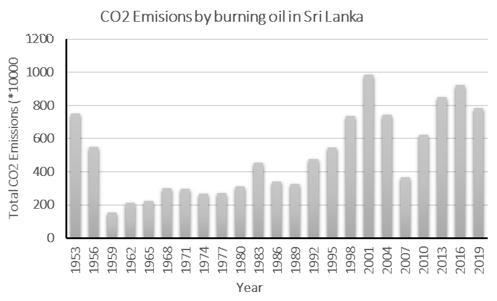 CO2 Emisions by burning oil in Sri Lanka
Total CO2 Emissions (*10000
1200
1000
800
600
400
200
0
1953 1956 1959 1962 1965 1968 1971 1974 1977 1980 1983 1986 1989 1992 1995 1998 2001 2004 2007 2010 2013 2016 2019
Year